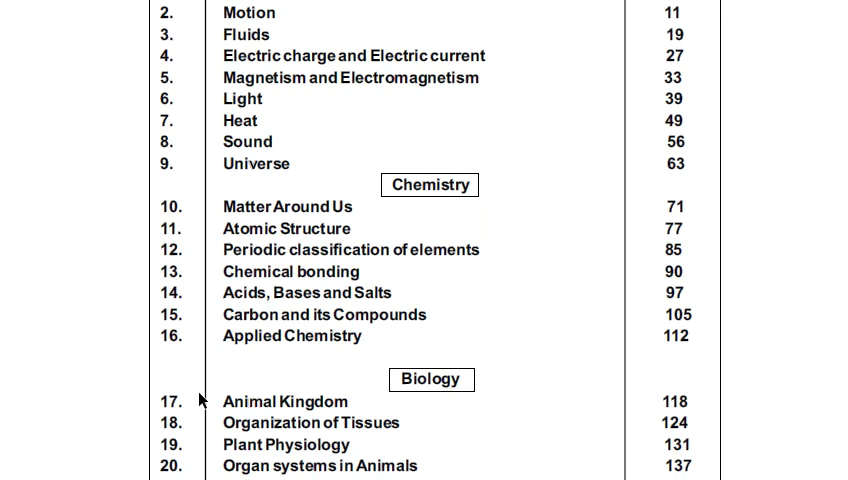 2. Motion 11
3. Fluids 19
4. Electric charge and Electric current 27
5. Magnetism and Electromagnetism 33
6. Light 39
7. Heat 49
8. Sound 56
9. Universe 63
Chemistry
10. Matter Around Us 71
11. Atomic Structure 77
12. Periodic classification of elements 85
13. Chemical bonding 90
14. Acids, Bases and Salts 97
15. Carbon and its Compounds 105
16. Applied Chemistry 112
Biology
17. Animal Kingdom 118
18. Organization of Tissues 124
19. Plant Physiology 131
20. Organ systems in Animals 137